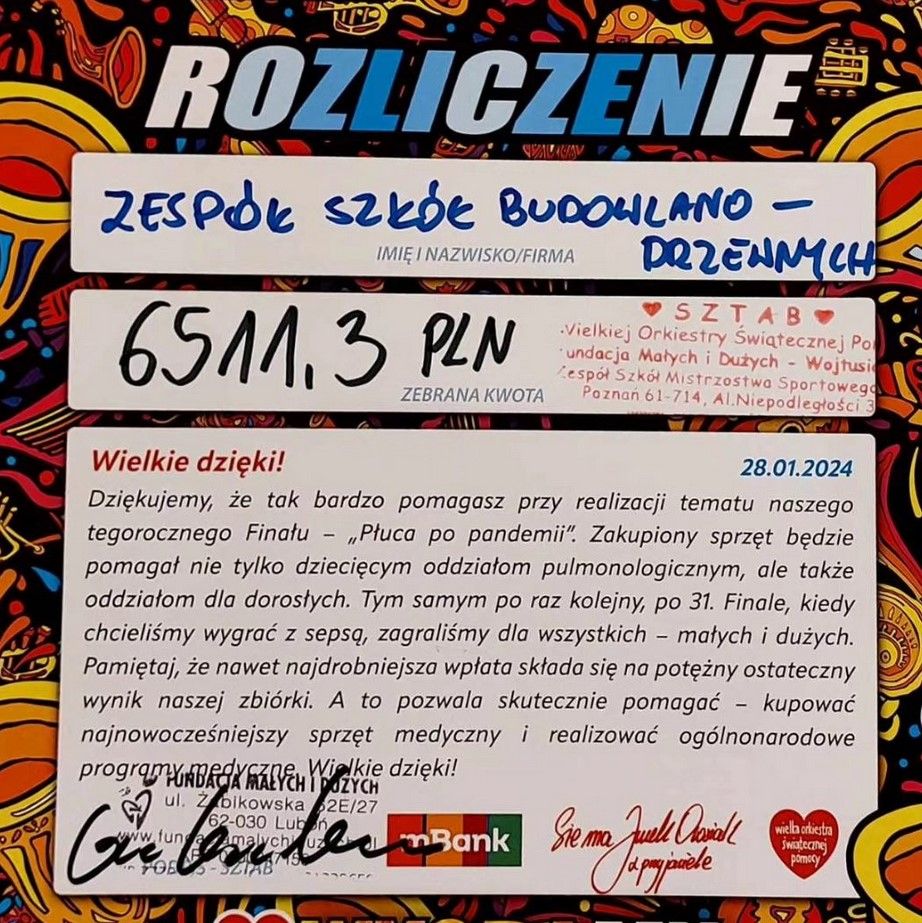 ROZLICZENIE
ZESPÓŁ SZKÓŁ BUDOWLANO –
DRZEWNYCH
IMIĘ I NAZWISKO/FIRMA
6511,3 PLN
ZEBRANA KWOTA
SZTAB
Wielkiej Orkiestry Świątecznej Po
undacja Małych i Dużych - Wojtusi
Zespół Szkół Mistrzostwa Sportowego
Poznań 61-714, Al.Niepodległości 3
Wielkie dzięki!
28.01.2024
Dziękujemy, że tak bardzo pomagasz przy realizacji tematu naszego
tegorocznego Finału – „Płuca po pandemii”. Zakupiony sprzęt będzie
pomagał nie tylko dziecięcym oddziałom pulmonologicznym, ale także
oddziałom dla dorosłych. Tym samym po raz kolejny, po 31. Finale, kiedy
chcieliśmy wygrać z sepsą, zagraliśmy dla wszystkich – małych i dużych.
Pamiętaj, że nawet najdrobniejsza wpłata składa się na potężny ostateczny
wynik naszej zbiórki. A to pozwala skutecznie pomagać – kupować
najnowocześniejszy sprzęt medyczny i realizować ogólnonarodowe
programy medyczne. Wielkie dzięki!
FUNDACJA MAŁYCH I DUŻYCH
ul. Żabikowska 62E/27
62-030 Luboń
mBank
Sie ma Jurek Owsiak
z przyjaciele
wielka orkiestra
świątecznej
pomocy